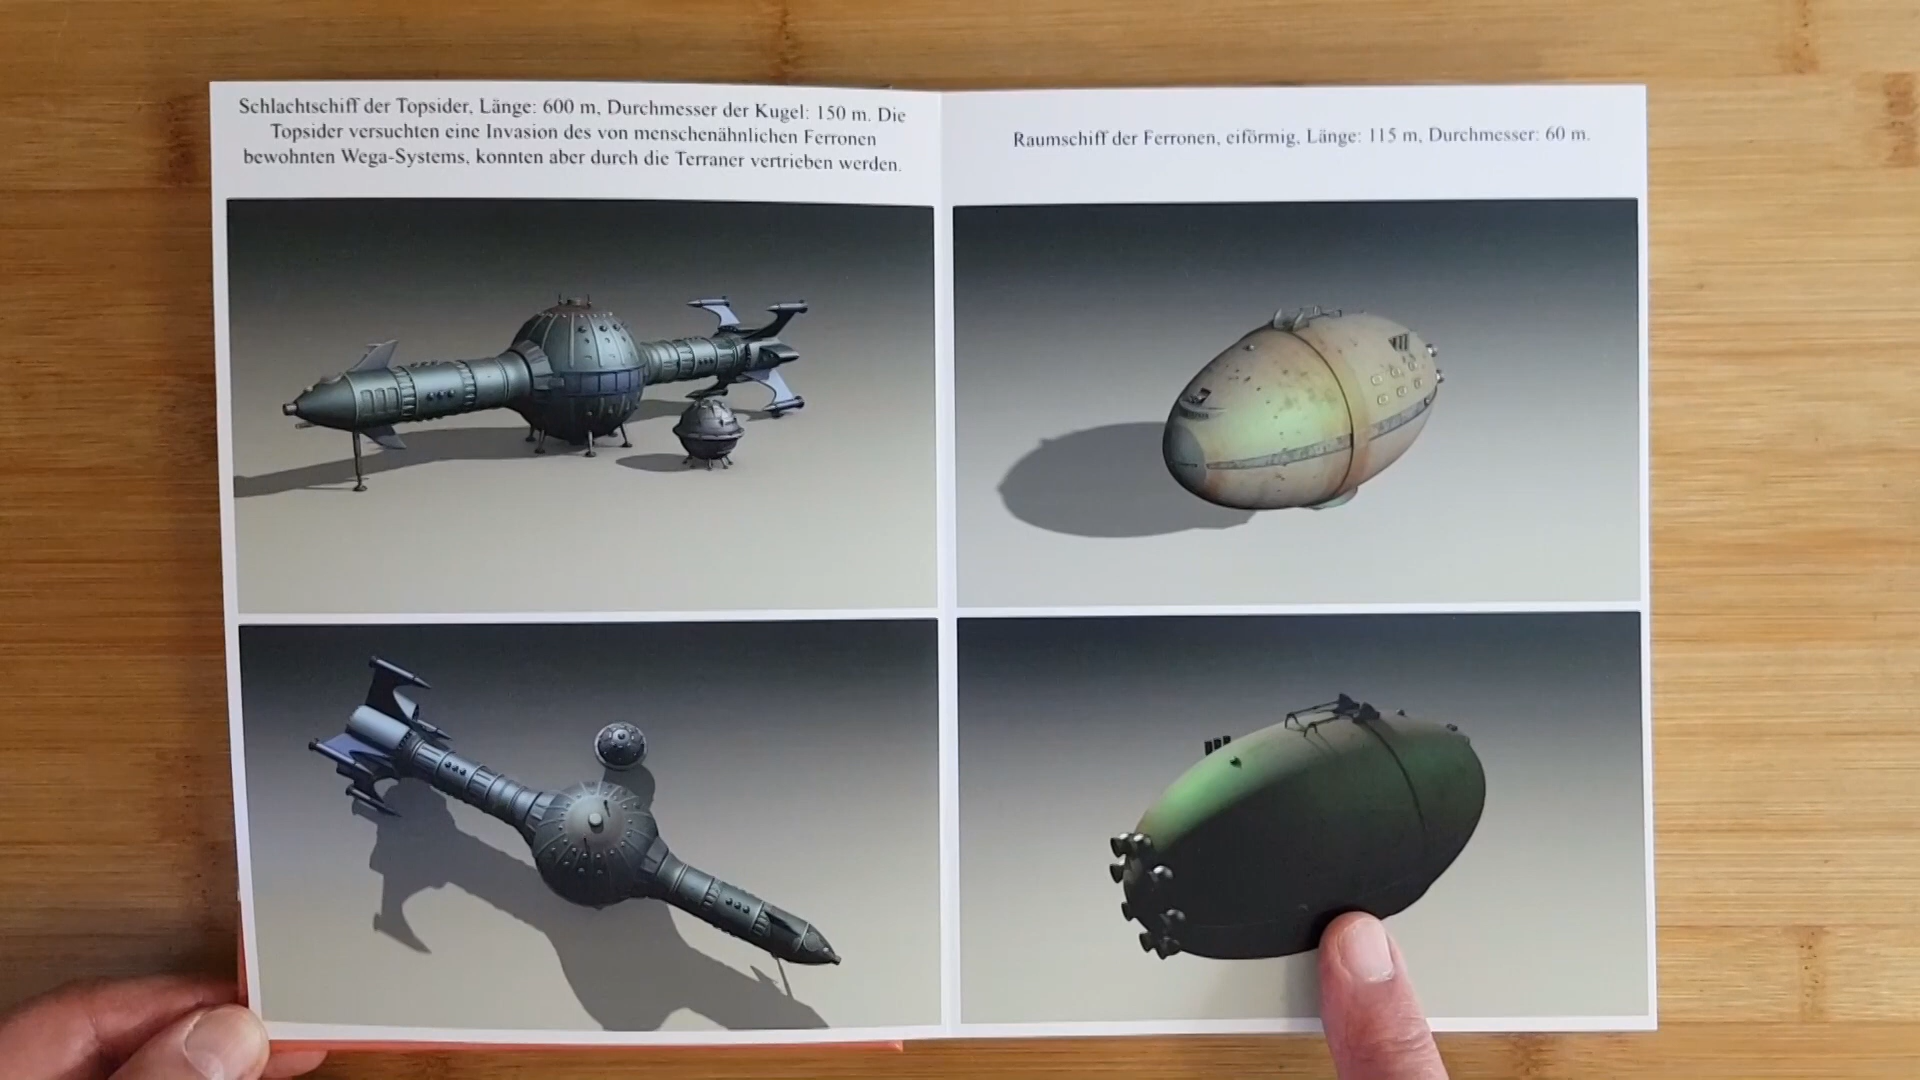 Schlachtschiff der Topsider, Länge: 600 m, Durchmesser der Kugel: 150 m. Die
Topsider versuchten eine Invasion des von menschenähnlichen Ferronen
bewohnten Wega-Systems, konnten aber durch die Terraner vertrieben werden.
Raumschiff der Ferronen, eiförmig, Länge: 115 m, Durchmesser: 60 m.